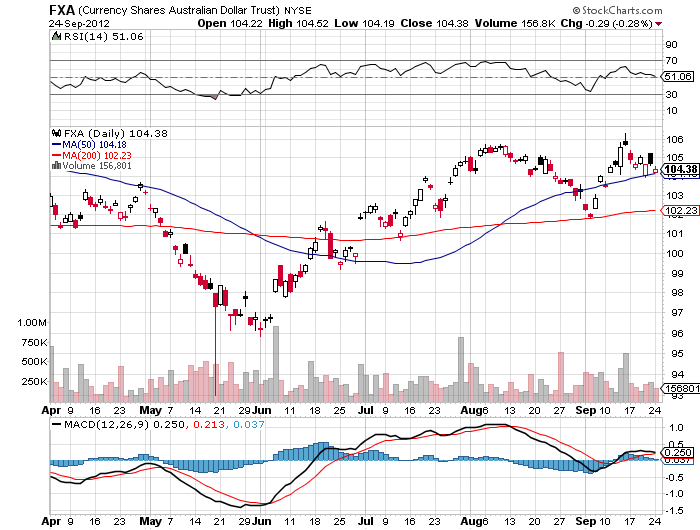 FXA (Currency Shares Australian Dollar Trust) NYSE
© StockCharts.com
24-Sep-2012 Open 104.22 High 104.52 Low 104.19 Close 104.38 Volume 156.8K Chg -0.29 (-0.28%)
RSI(14) 51.06
90
70
51.06
30
10
FXA (Daily) 104.38
MA(50) 104.18
MA(200) 102.23
Volume 156,801
106
105
104.38
103
102.23
101
100
99
98
97
96
95
94
93
1.00M
750K
500K
250K
156801
Apr 9 16 23 May 7 14 21 29 Jun 11 18 25 Jul 9 16 23 Aug 6 13 20 27 Sep 10 17 24
MACD(12,26,9) 0.250, 0.213, 0.037
1.0
0.5
0.250
0.037
-0.5
-1.0
-1.5
Apr 9 16 23 May 7 14 21 29 Jun 11 18 25 Jul 9 16 23 Aug 6 13 20 27 Sep 10 17 24